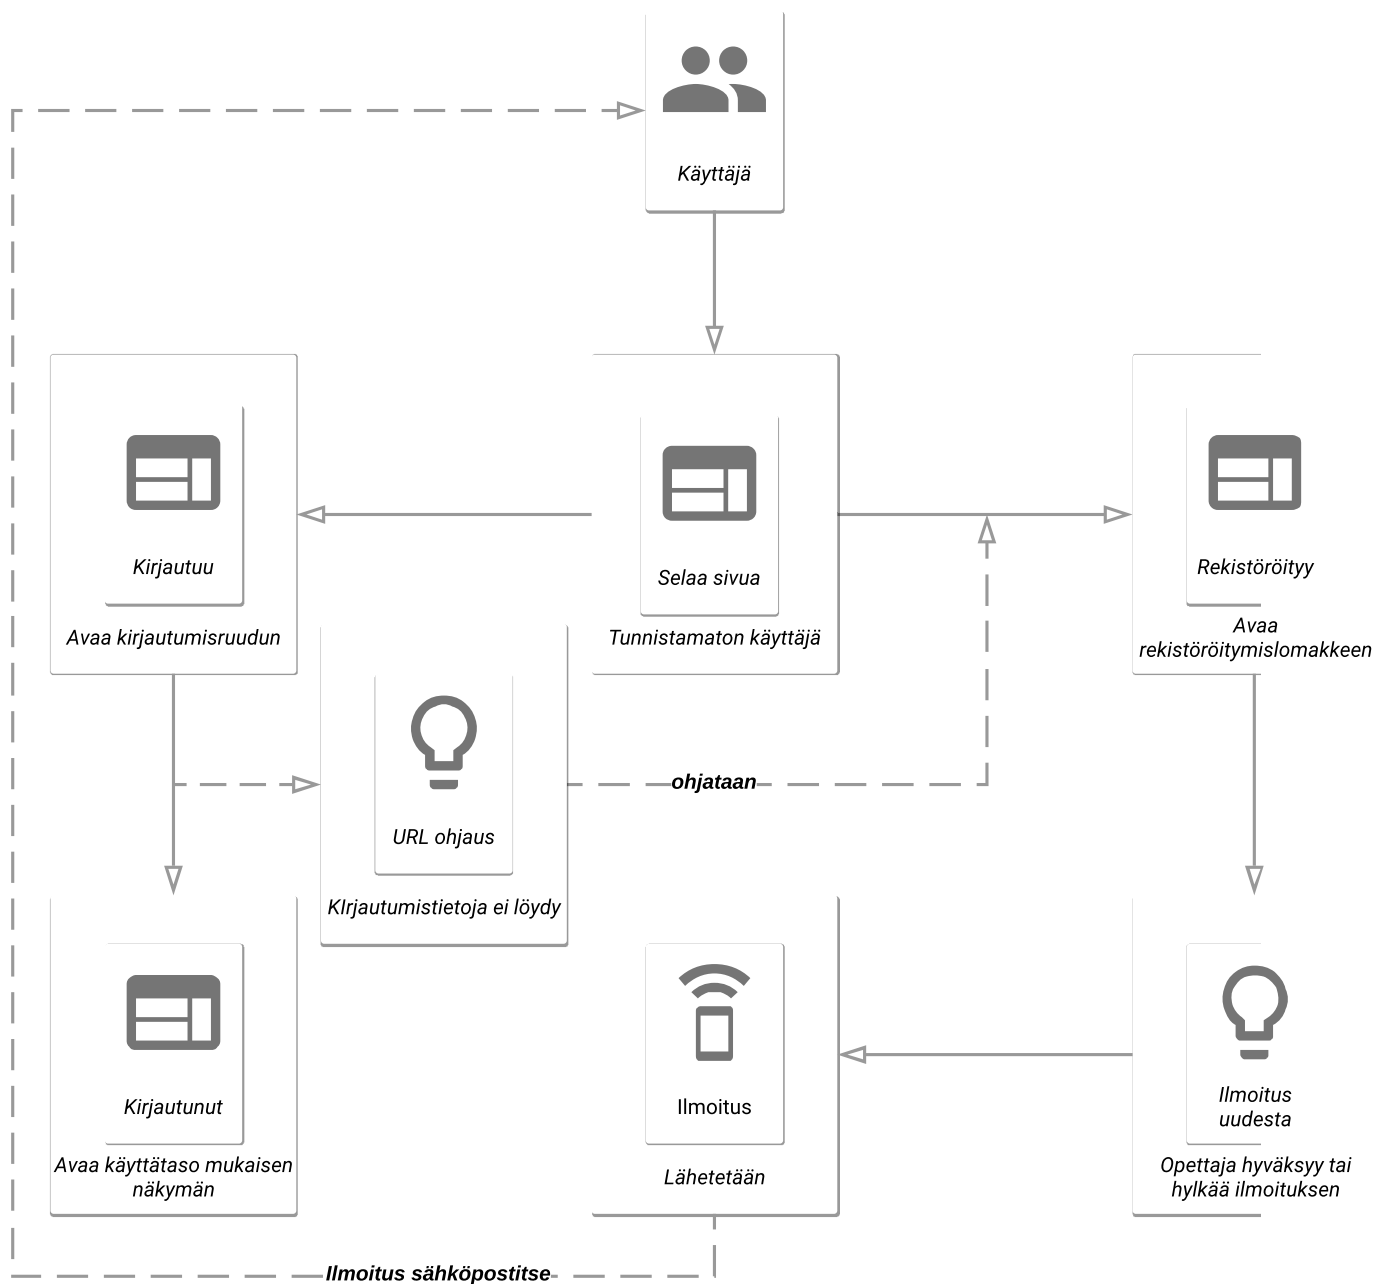 Käyttäjä
Kirjautuu
Avaa kirjautumisruudun
Selaa sivua
Tunnistamaton käyttäjä
Rekistöröityy
Avaa
rekistöröitymislomakkeen
URL ohjaus
KIrjautumistietoja ei löydy
ohjataan
Kirjautunut
Avaa käyttätaso mukaisen
näkymän
Ilmoitus
Lähetetään
Ilmoitus
uudesta
Opettaja hyväksyy tai
hylkää ilmoituksen
Ilmoitus sähköpostitse